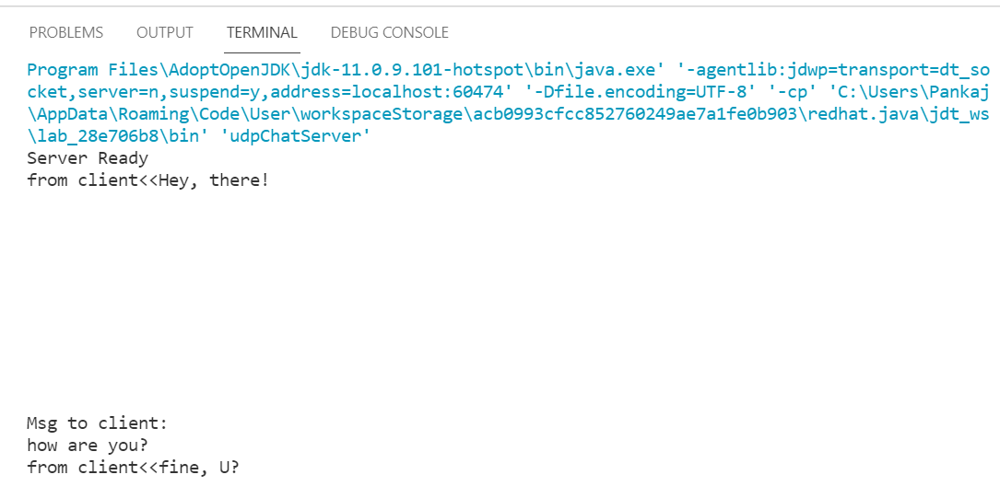 PROBLEMS OUTPUT TERMINAL DEBUG CONSOLE
Program Files\AdoptOpenJDK\jdk-11.0.9.101-hotspot\bin\java.exe' '-agentlib:jdwp=transport=dt_so
cket,server=n,suspend=y,address=localhost:60474' '-Dfile.encoding=UTF-8' '-cp' 'C:\Users\Pankaj
\AppData\Roaming\Code\User\workspaceStorage\acb0993cfcc852760249ae7a1fe0b903\redhat.java\jdt_ws
\lab_28e706b8\bin' 'udpChatServer'
Server Ready
from client<<Hey, there!
Msg to client:
how are you?
from client<<fine, U?